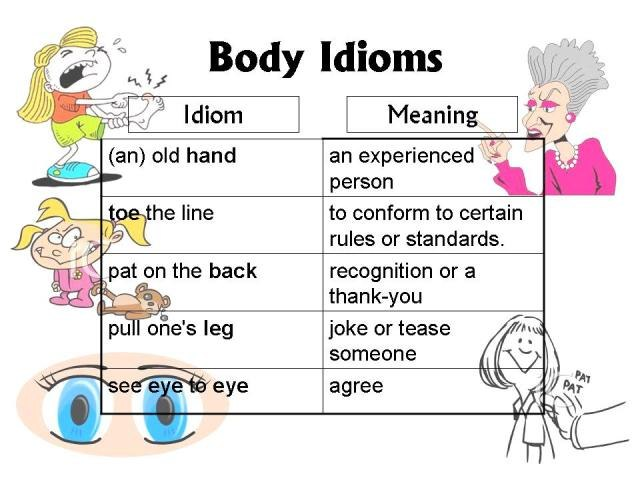 Body Idioms
Idiom
Meaning
(an) old hand
an experienced
person
toe the line
to conform to certain
rules or standards.
pat on the back
recognition or a
thank-you
pull one's leg
joke or tease
someone
see eye to eye
agree
PAT
PAT